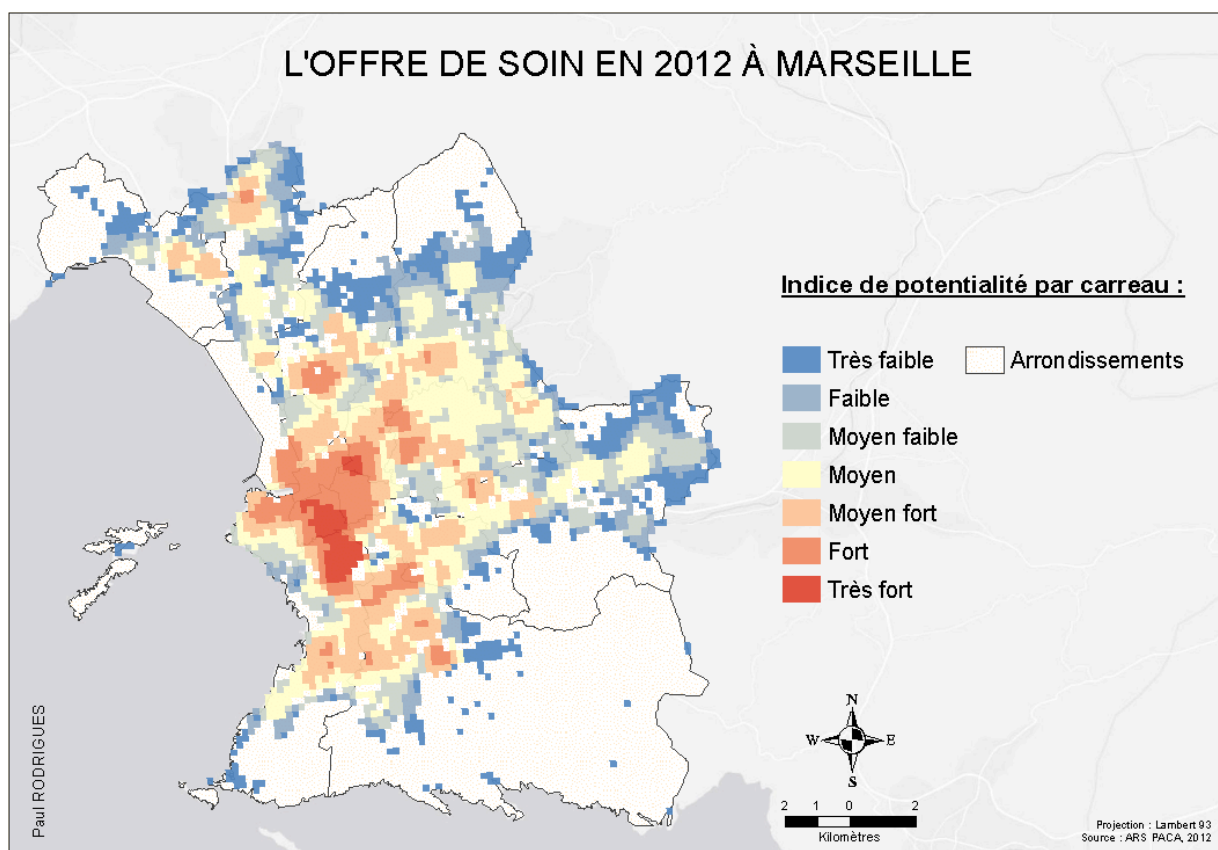 L'OFFRE DE SOIN EN 2012 À MARSEILLE
Indice de potentialité par carreau :
Très faible
Arrondissements
Faible
Moyen faible
Moyen
Moyen fort
Fort
Très fort
N
W E
S
2 1 0 2
Kilomètres
Projection : Lambert 93
Source : ARS PACA, 2012
Paul RODRIGUES